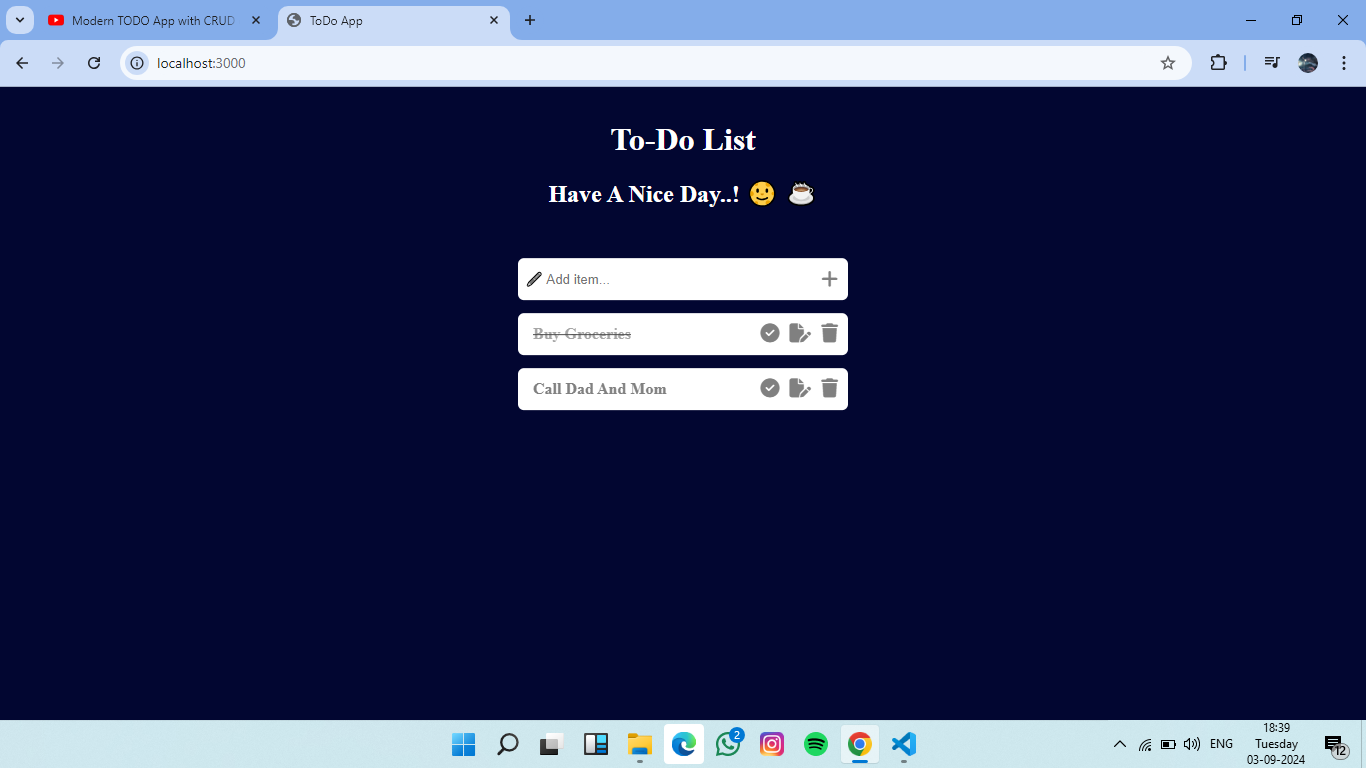 Modern TODO App with CRUD
ToDo App
localhost:3000
To-Do List
Have A Nice Day..! 🙂 ☕
Add item...
Buy Groceries
Call Dad And Mom
2
ENG
18:39
Tuesday
03-09-2024
12